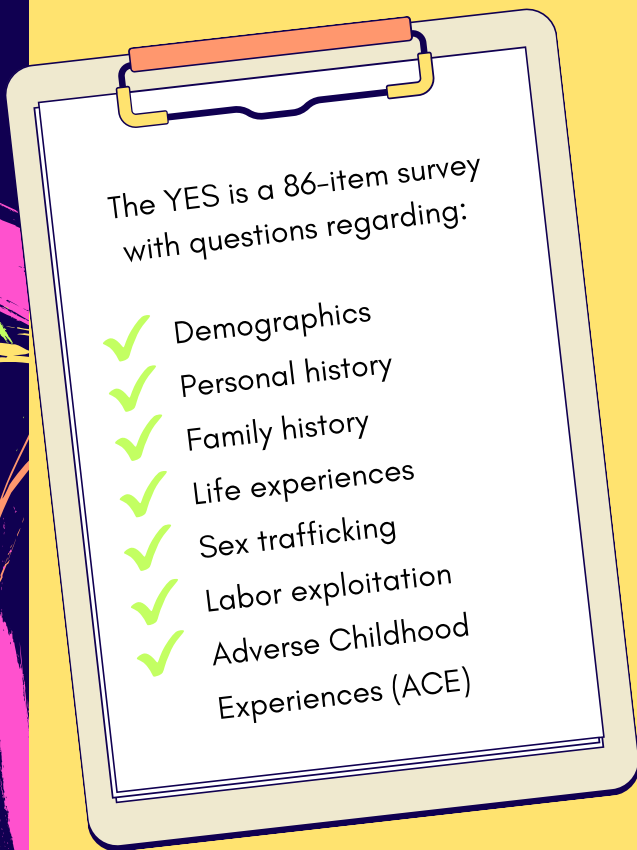 The YES is a 86-item survey
with questions regarding:
Demographics
Personal history
Family history
Life experiences
Sex trafficking
Labor exploitation
Adverse Childhood
Experiences (ACE)